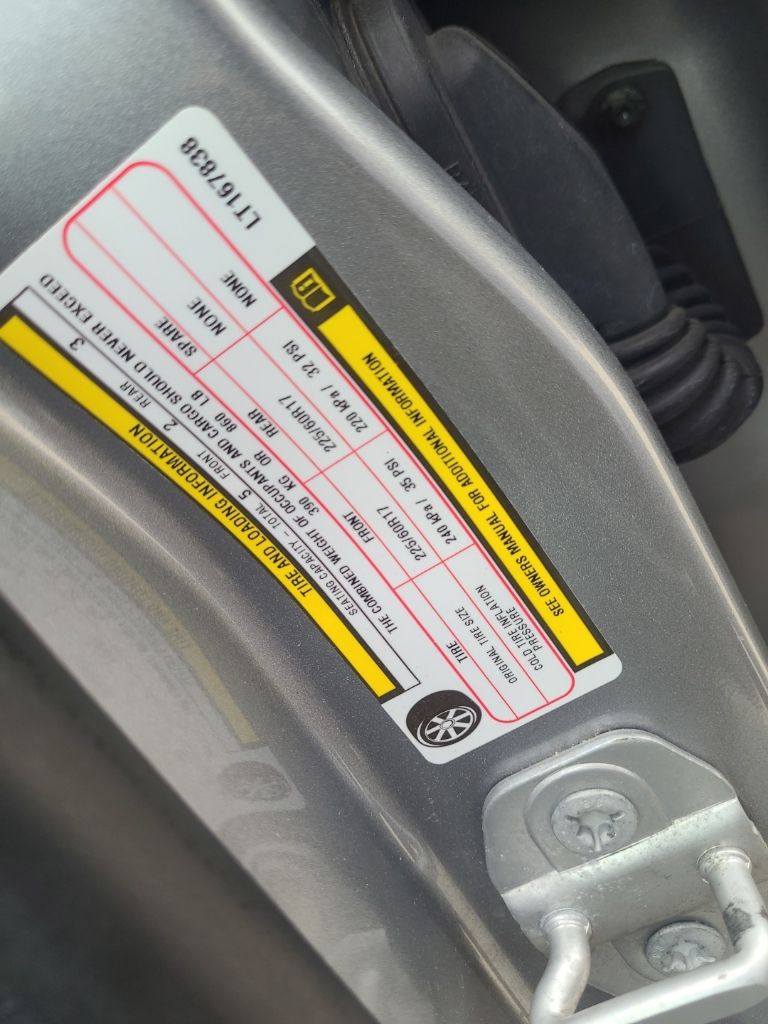 TIRE AND LOADING INFORMATION
SEATING CAPACITY – TOTAL 5 FRONT 2 REAR 3
THE COMBINED WEIGHT OF OCCUPANTS AND CARGO SHOULD NEVER EXCEED
390 KG OR 860 LB
TIRE FRONT REAR SPARE
ORIGINAL TIRE SIZE 225/60R17 225/60R17 NONE
COLD TIRE INFLATION PRESSURE 240 kPa / 35 PSI 220 kPa / 32 PSI NONE
SEE OWNERS MANUAL FOR ADDITIONAL INFORMATION
LT167838